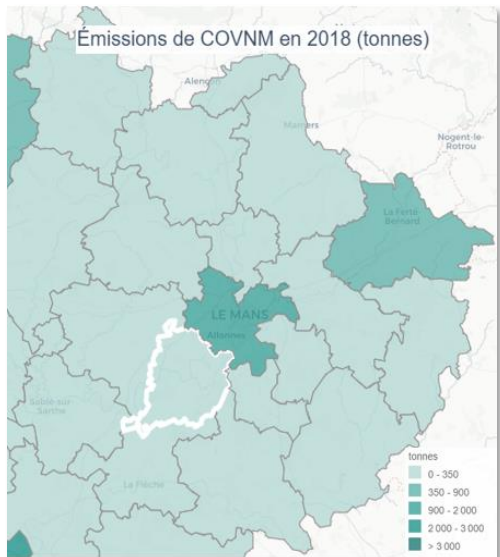 Émissions de COVNM en 2018 (tonnes)
Alençon
Mamers
Nogent-le-
Rotrou
La Ferté
Bernard
LE MANS
Allonnes
Sablé-sur-
Sarthe
La Flèche
tonnes
0 - 350
350 - 900
900 - 2 000
2 000 - 3 000
> 3 000